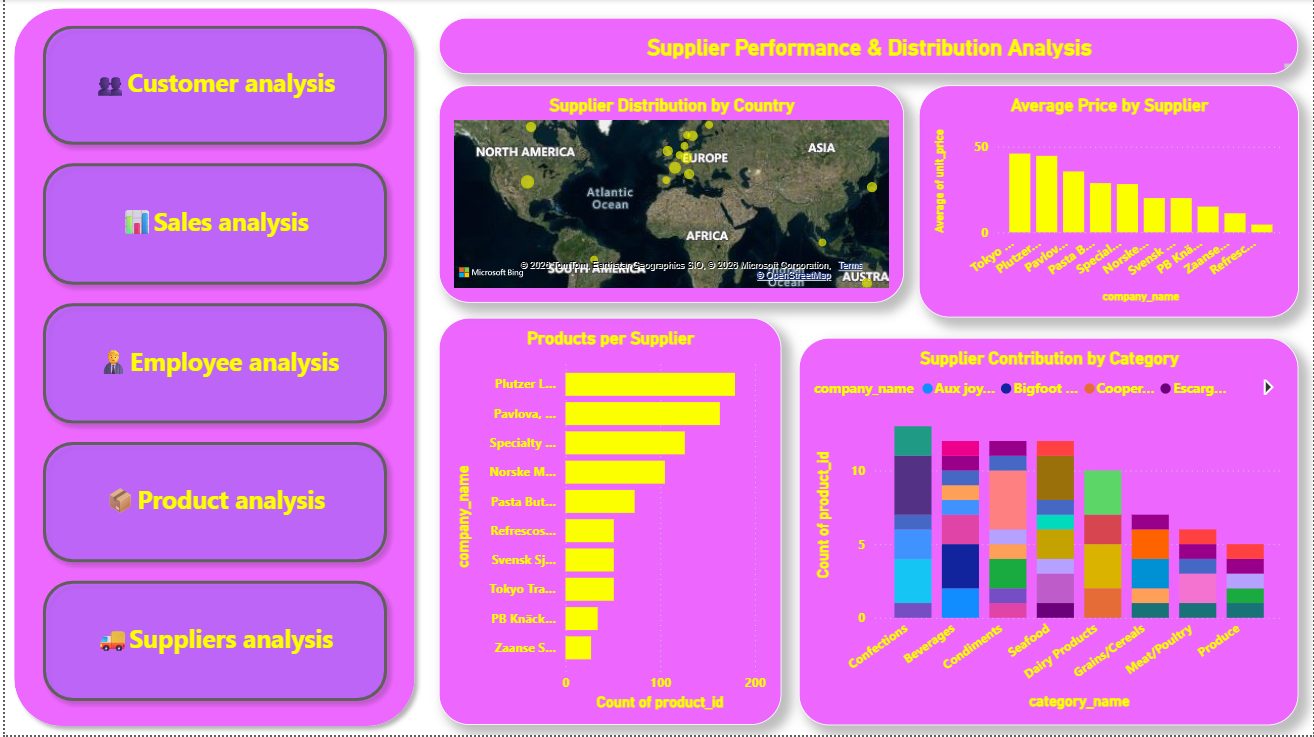 👥 Customer analysis
📊 Sales analysis
👨‍💼 Employee analysis
📦 Product analysis
🚚 Suppliers analysis
Supplier Performance & Distribution Analysis
Supplier Distribution by Country
NORTH AMERICA
EUROPE
ASIA
Atlantic
Ocean
AFRICA
SOUTH AMERICA
AUSTRA
Ocean
Microsoft Bing
© OpenStreetMap
Terms
Average Price by Supplier
Average of unit_price
50
0
Tokyo ...
Plutzer...
Pavlov...
Pasta B...
Special...
Norske...
Svensk ...
PB Knä...
Zaanse...
Refresc...
company_name
Products per Supplier
company_name
Plutzer L...
Pavlova, ...
Specialty ...
Norske M...
Pasta But...
Refrescos...
Svensk Sj...
Tokyo Tra...
PB Knäck...
Zaanse S...
0
100
200
Count of product_id
Supplier Contribution by Category
company_name
Aux joy...
Bigfoot ...
Cooper...
Escarg...
Count of product_id
10
5
0
Confections
Beverages
Condiments
Seafood
Dairy Products
Grains/Cereals
Meat/Poultry
Produce
category_name